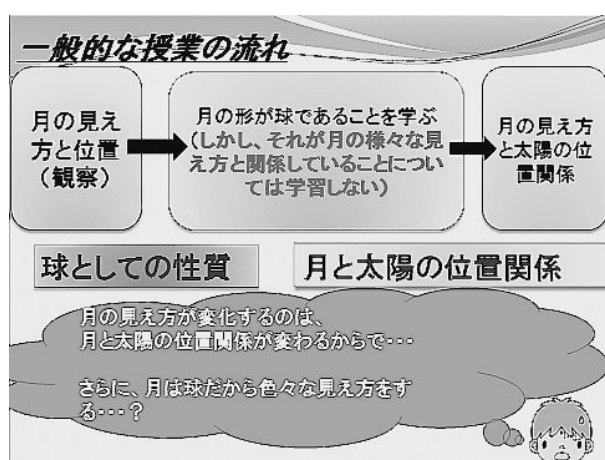 一般的な授業の流れ
月の見え
方と位置
(観察)
月の形が球であることを学ぶ
(しかし、それが月の様々な見
え方と関係していることについ
ては学習しない)
月の見え方
と太陽の位
置関係
球としての性質
月と太陽の位置関係
月の見え方が変化するのは、
月と太陽の位置関係が変わるからで・・・
さらに、月は球だから色々な見え方をす
る・・・？